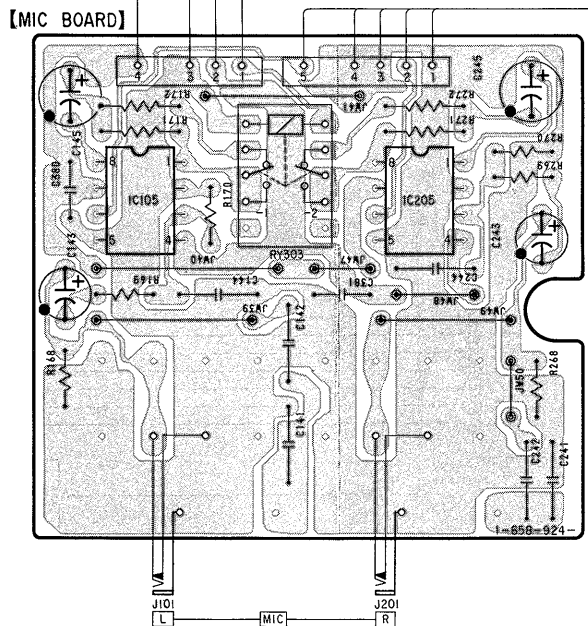 【MIC BOARD】
4 3 2 1 5 4 3 2 1
R172 JW41 R272 C245
R171 R271
C145 R270
8 1 8 1 R269
C380 IC105 R170 IC205
5 4 -1 -2 5 4
C143 JW40 RY303 JW47 C243
R169 C144 C381 C244
JW39 C142 JW48 JW49
R168 JW50 R268
C141 C242 C241
1-658-924-
J101 J201
L MIC R